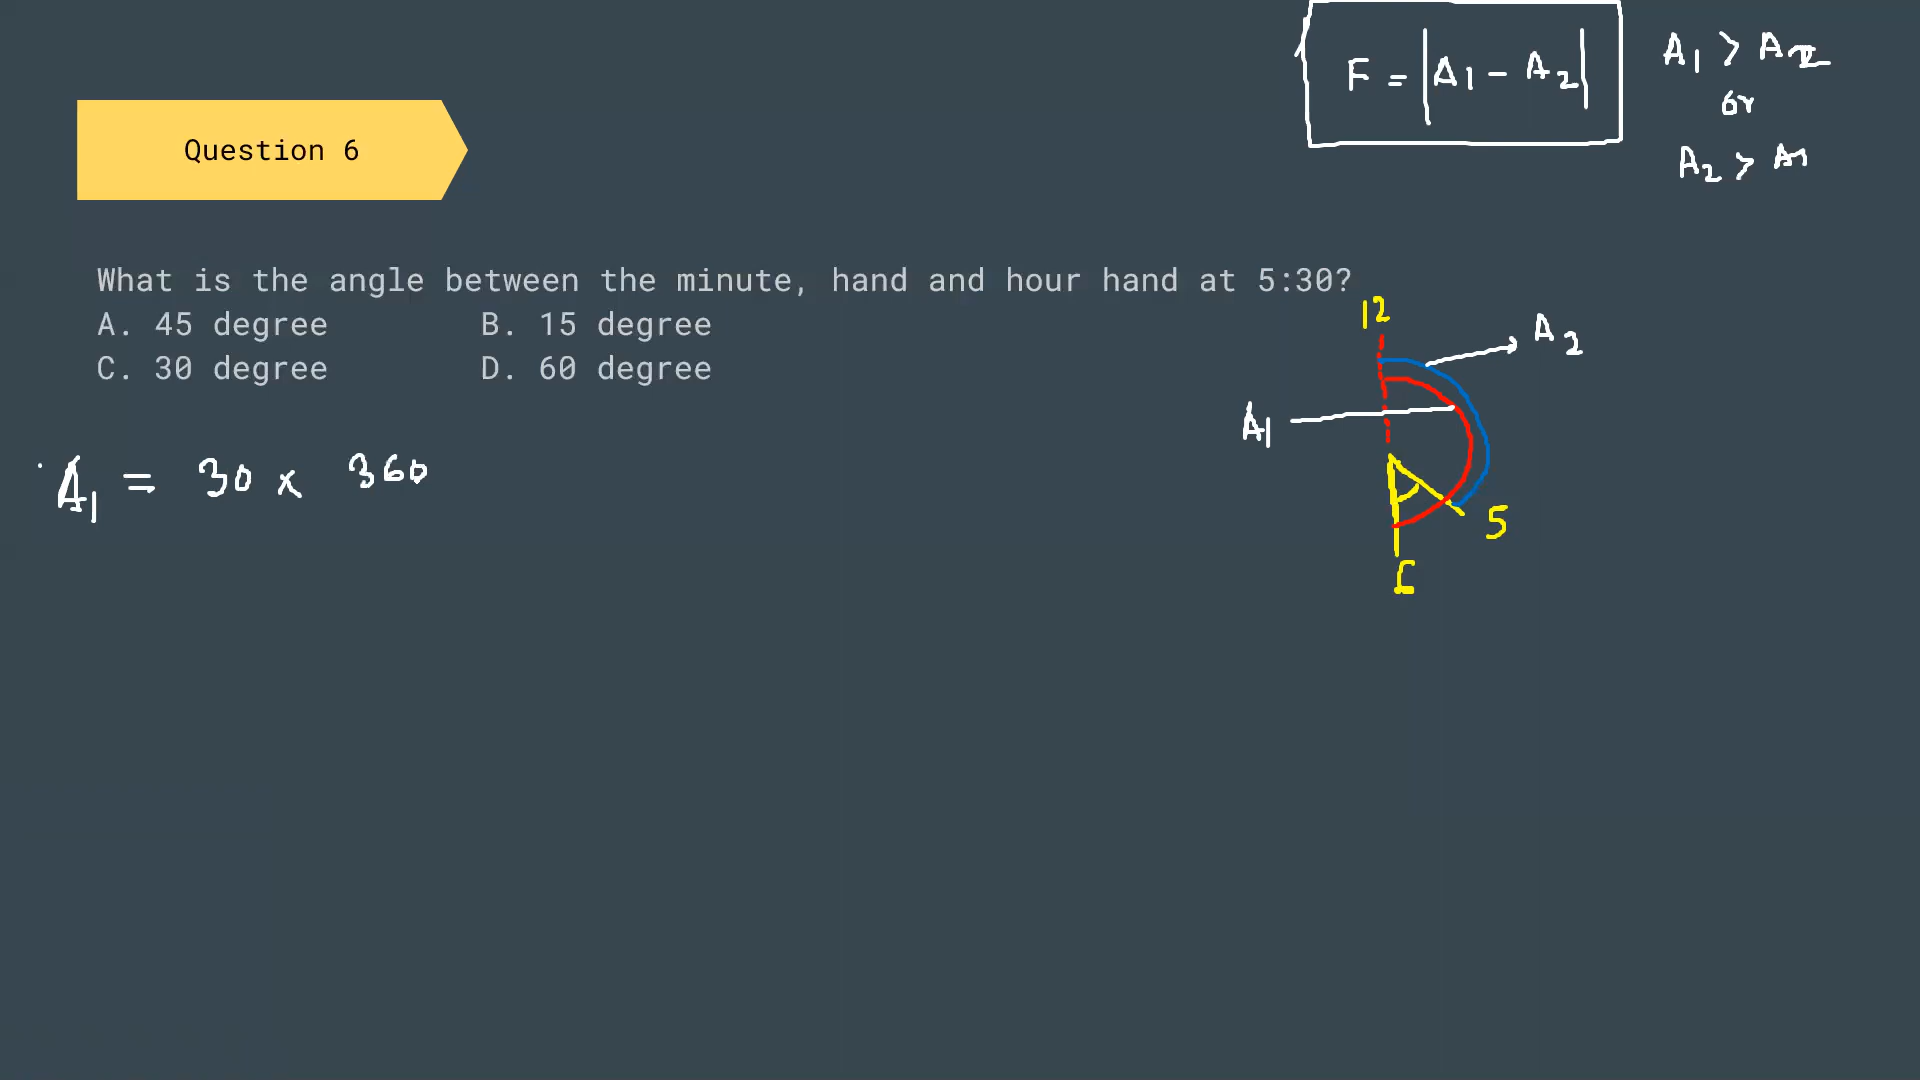 F = |A1 - A2|
A1 > A2
or
A2 > A1
Question 6
What is the angle between the minute, hand and hour hand at 5:30?
A. 45 degree B. 15 degree
C. 30 degree D. 60 degree
12
A2
A1
A1 = 30 x 360
5